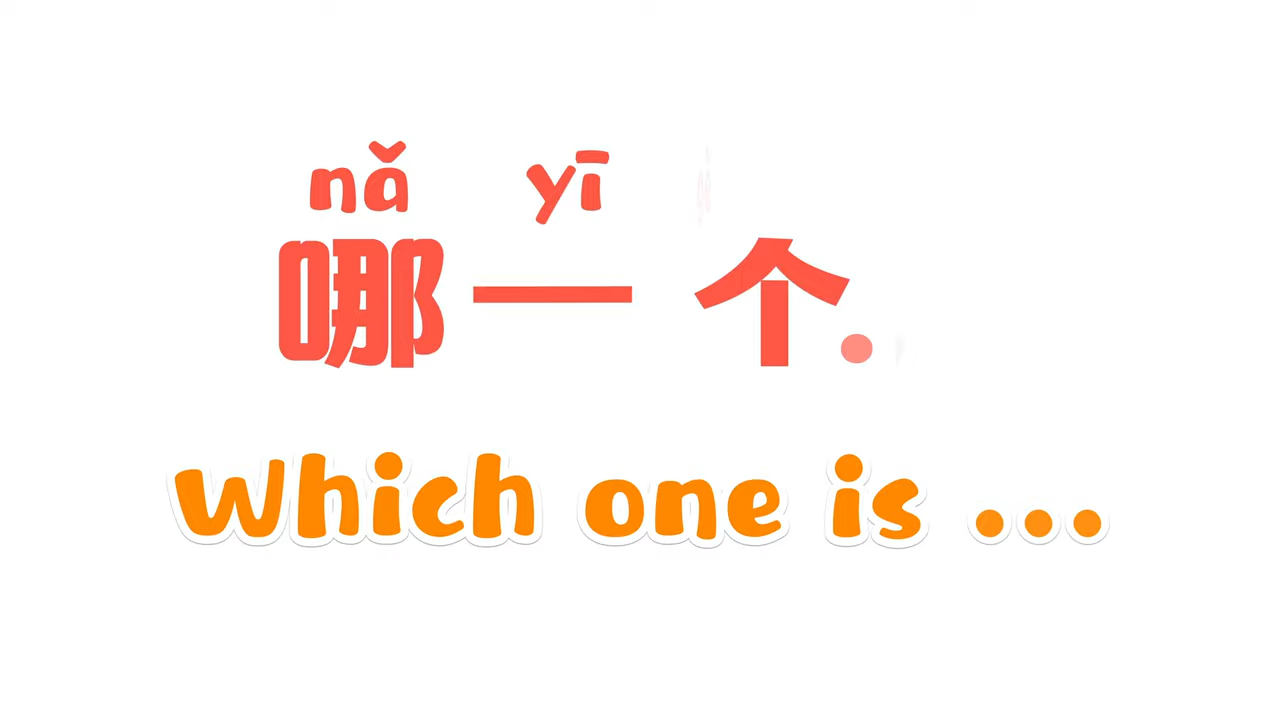 nǎ yī
哪一个.
Which one is ...